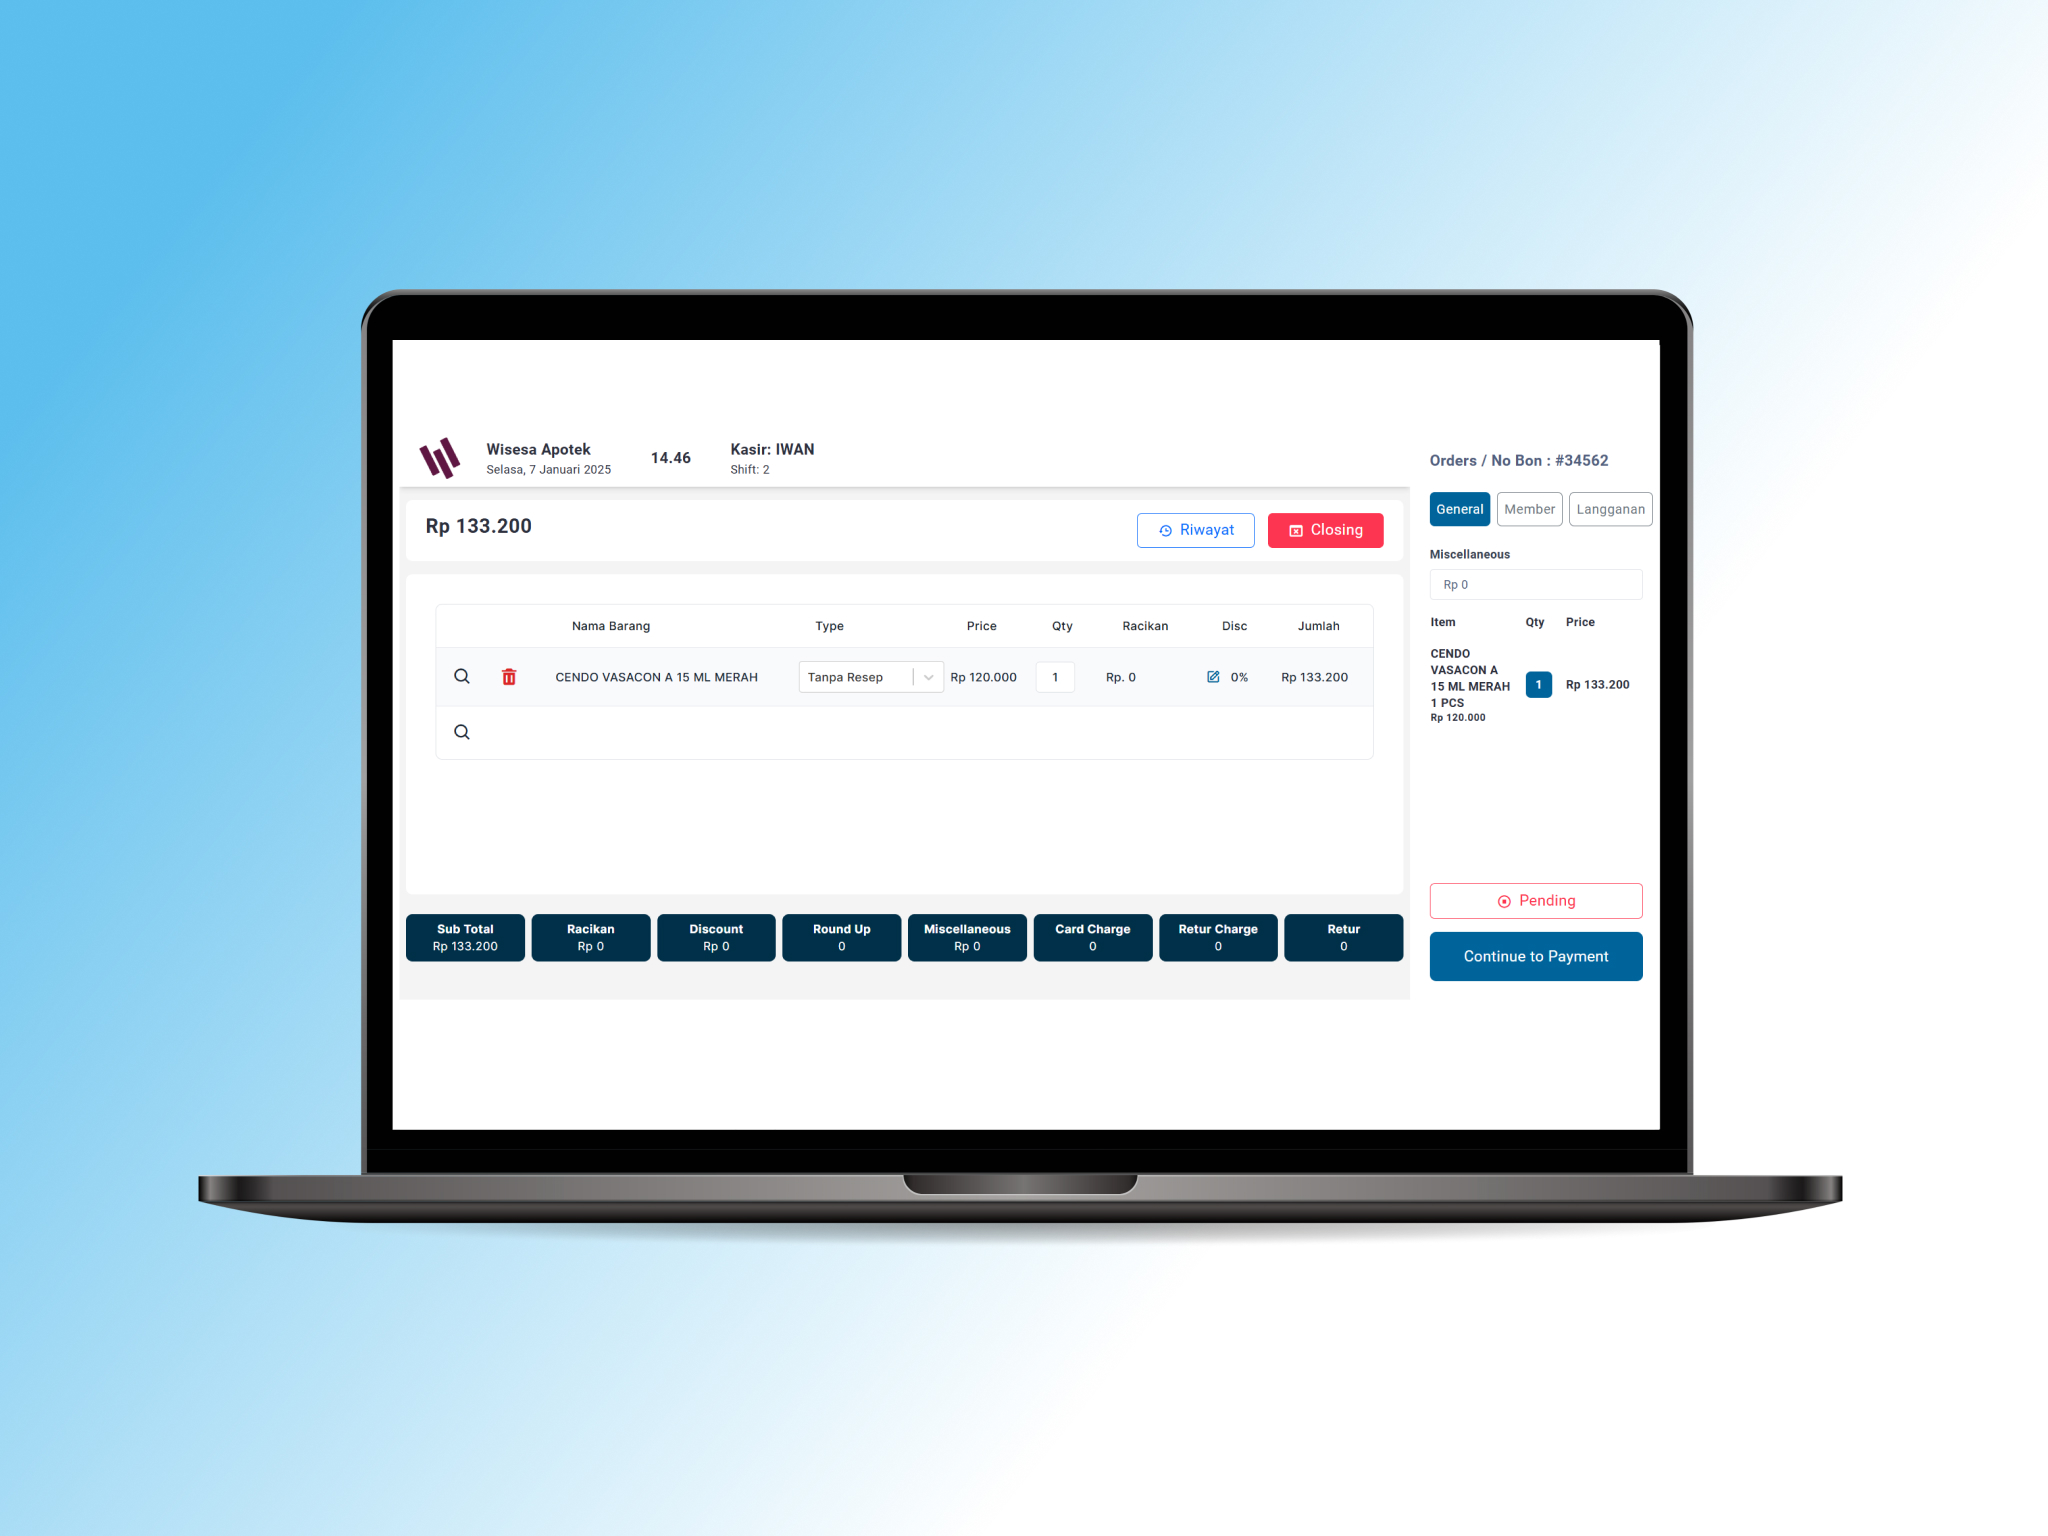 Wisesa Apotek
Selasa, 7 Januari 2025
14.46
Kasir: IWAN
Shift: 2
Rp 133.200
Riwayat
Closing
Nama Barang Type Price Qty Racikan Disc Jumlah
CENDO VASACON A 15 ML MERAH Tanpa Resep Rp 120.000 1 Rp. 0 0% Rp 133.200
Sub Total
Rp 133.200
Racikan
Rp 0
Discount
Rp 0
Round Up
0
Miscellaneous
Rp 0
Card Charge
0
Retur Charge
0
Retur
0
Orders / No Bon : #34562
General Member Langganan
Miscellaneous
Rp 0
Item Qty Price
CENDO
VASACON A
15 ML MERAH
1 PCS
Rp 120.000
1
Rp 133.200
Pending
Continue to Payment